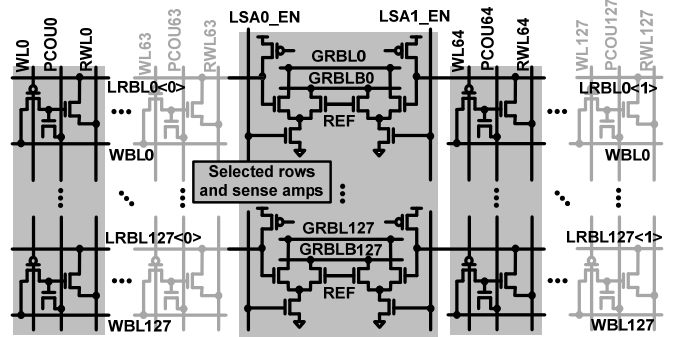 LSA0_EN LSA1_EN
WL0 PCOU0 RWL0 WL63 PCOU63 RWL63 WL64 PCOU64 RWL64 WL127 PCOU127 RWL127
GRBL0
GRBLB0
LRBL0<0> LRBL0<1>
REF
WBL0 WBL0
Selected rows
and sense amps
GRBL127
LRBL127<0> LRBL127<1>
GRBLB127
REF
WBL127 WBL127